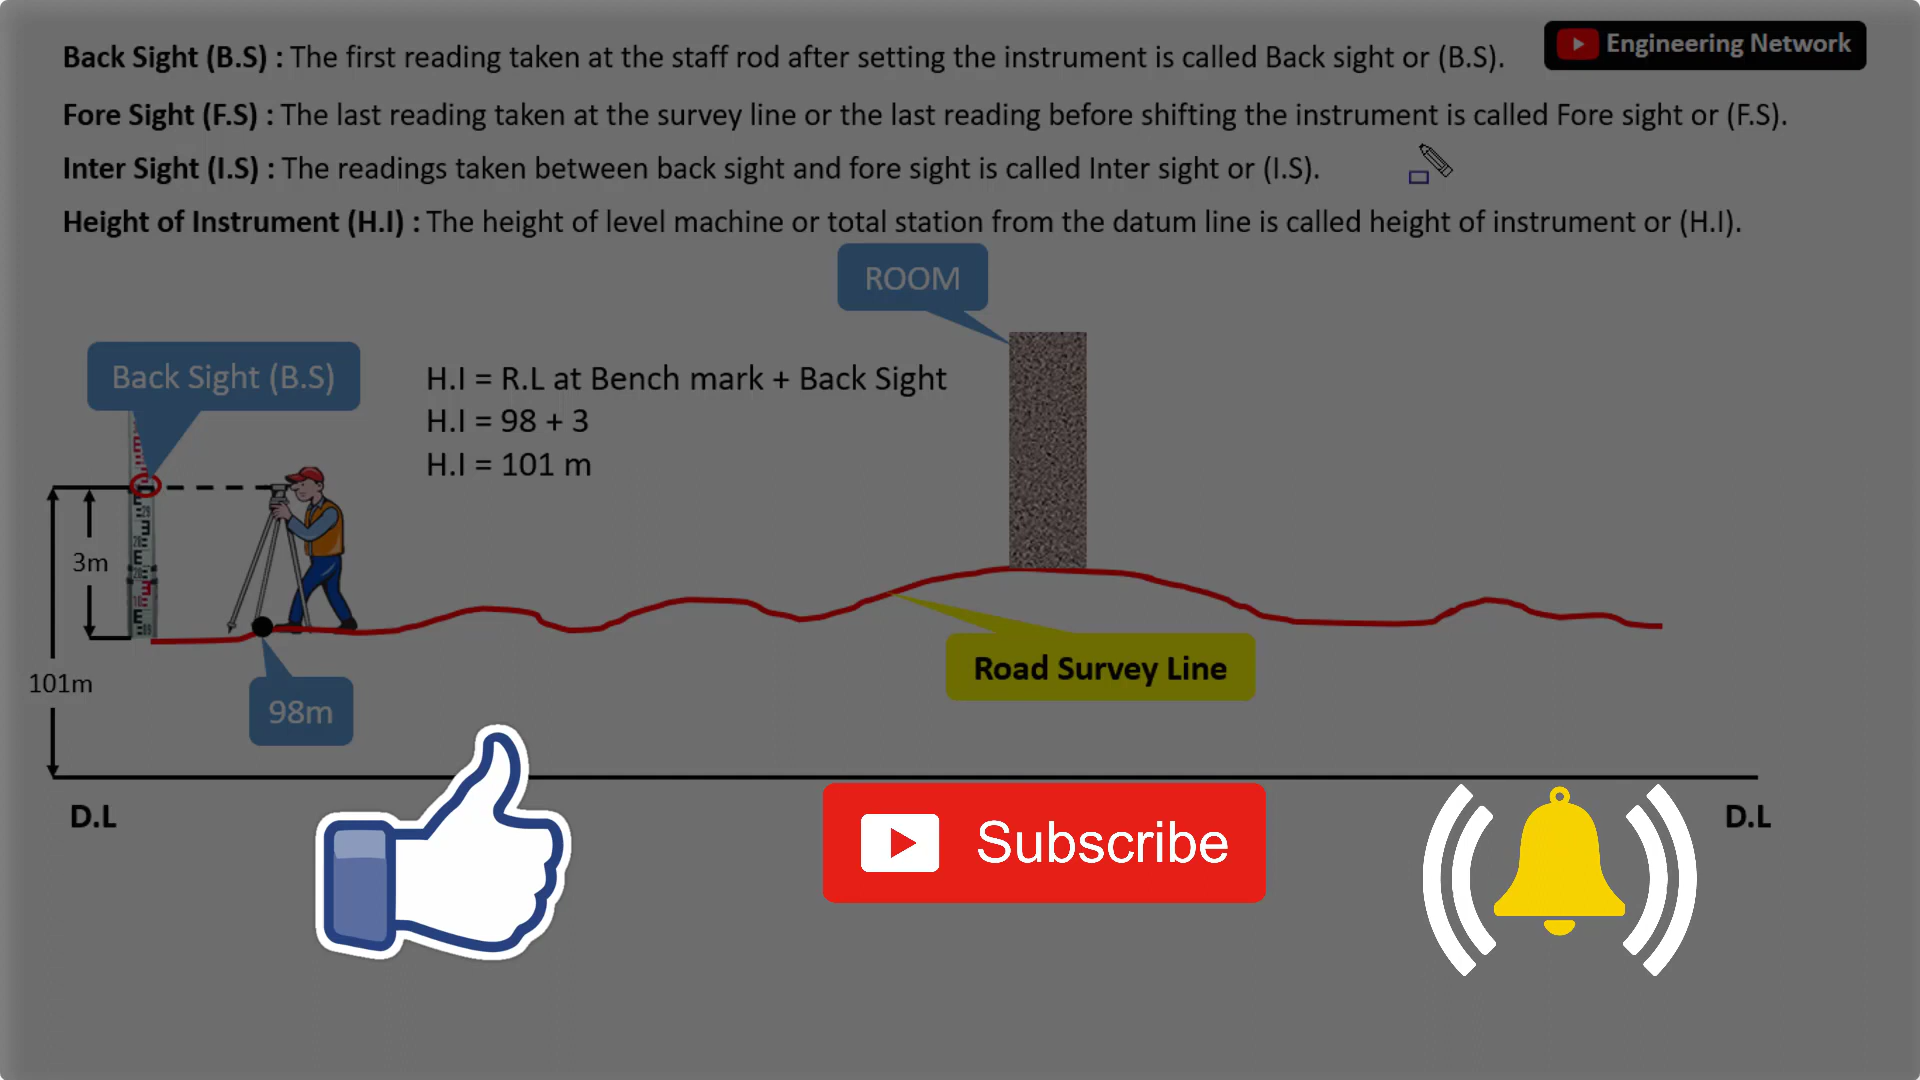 Back Sight (B.S) : The first reading taken at the staff rod after setting the instrument is called Back sight or (B.S).
Engineering Network
Fore Sight (F.S) : The last reading taken at the survey line or the last reading before shifting the instrument is called Fore sight or (F.S).
Inter Sight (I.S) : The readings taken between back sight and fore sight is called Inter sight or (I.S).
Height of Instrument (H.I) : The height of level machine or total station from the datum line is called height of instrument or (H.I).
ROOM
Back Sight (B.S)
H.I = R.L at Bench mark + Back Sight
H.I = 98 + 3
H.I = 101 m
3m
Road Survey Line
101m
98m
D.L
D.L
Subscribe